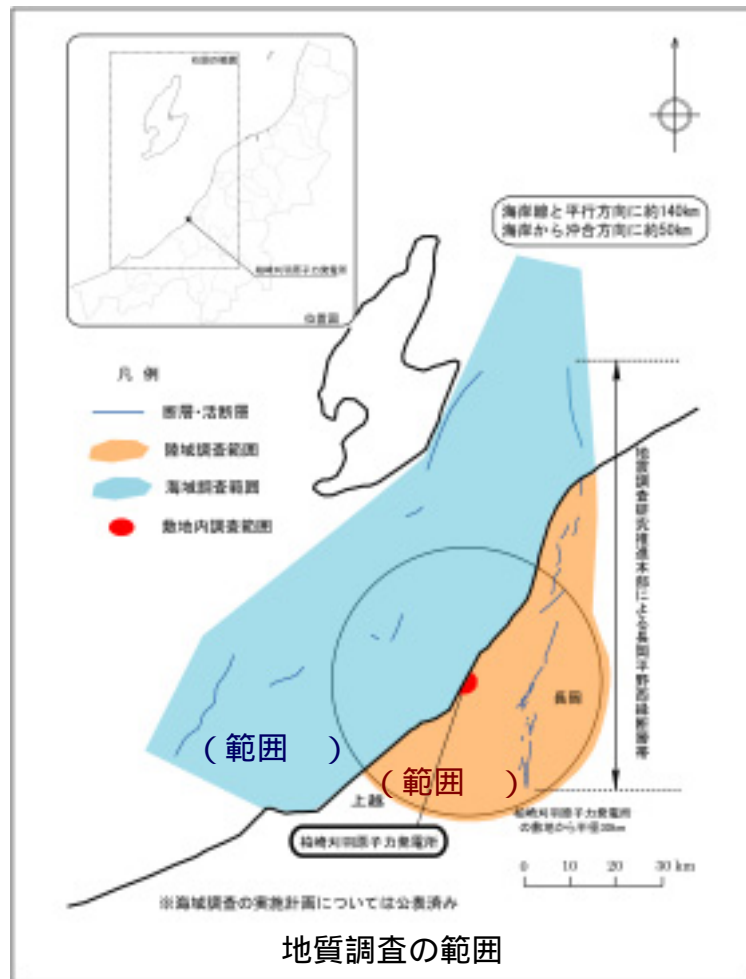 柏崎刈羽原子力発電所
位置図
海岸線と平行方向に約140km
海岸から沖合方向に約50km
凡 例
断層・活断層
陸域調査範囲
海域調査範囲
敷地内調査範囲
地震調査研究推進本部による長岡平野西縁断層帯
長岡
（範囲　）
（範囲　）
上越
柏崎刈羽原子力発電所
の敷地から半径30km
柏崎刈羽原子力発電所
0 10 20 30 km
※海域調査の実施計画については公表済み
地質調査の範囲